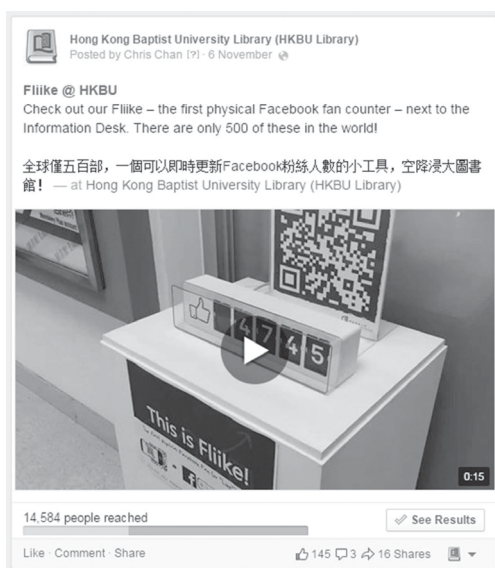 Hong Kong Baptist University Library (HKBU Library)
Posted by Chris Chan [?] · 6 November
Fliike @ HKBU
Check out our Fliike – the first physical Facebook fan counter – next to the
Information Desk. There are only 500 of these in the world!
全球僅五百部，一個可以即時更新Facebook粉絲人數的小工具，空降浸大圖書
館！ — at Hong Kong Baptist University Library (HKBU Library)
4745
This is Fliike!
0:15
14,584 people reached
See Results
Like · Comment · Share
145 3 16 Shares